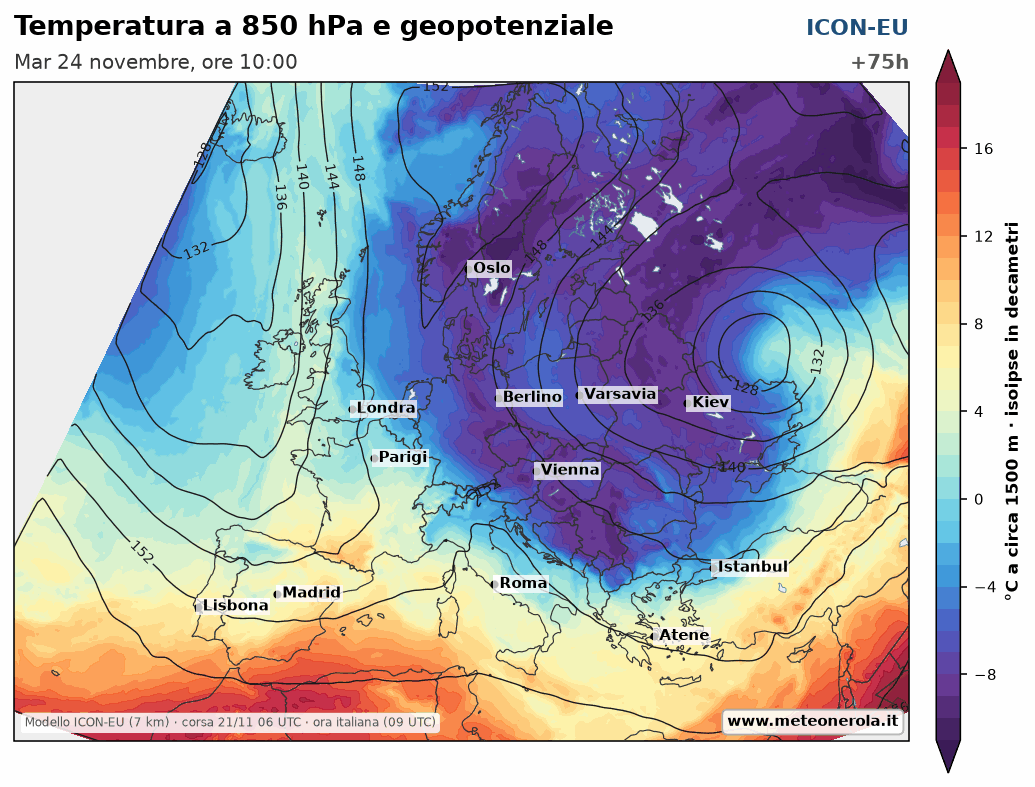 Temperatura a 850 hPa e geopotenziale
ICON-EU
Mar 24 novembre, ore 10:00
+75h
152
128
148
144
140
136
132
148
144
Oslo
136
132
128
Berlino
Varsavia
Kiev
Londra
Parigi
Vienna
140
152
Istanbul
Roma
Madrid
Lisbona
Atene
16
12
8
4
0
−4
−8
°C a circa 1500 m · isoipse in decametri
Modello ICON-EU (7 km) · corsa 21/11 06 UTC · ora italiana (09 UTC)
www.meteonerola.it